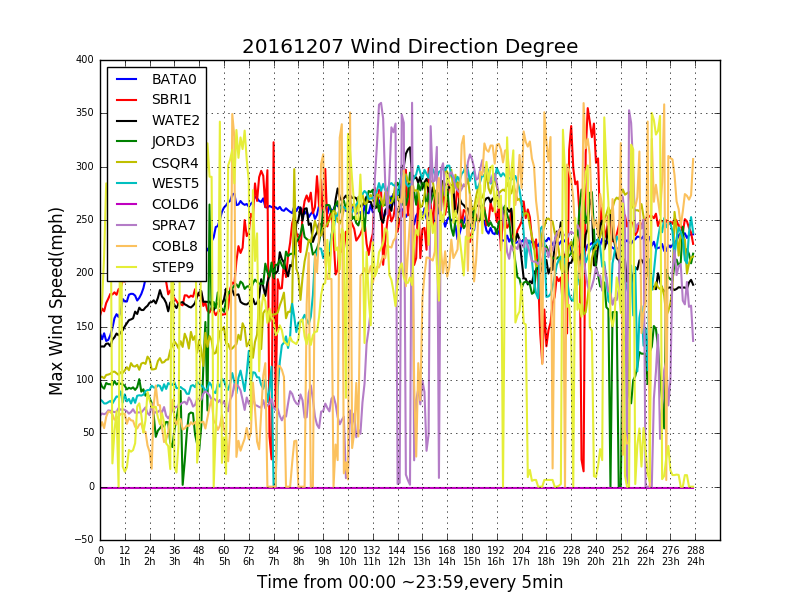 20161207 Wind Direction Degree
Max Wind Speed(mph)
400
350
300
250
200
150
100
50
0
−50
BATA0
SBRI1
WATE2
JORD3
CSQR4
WEST5
COLD6
SPRA7
COBL8
STEP9
0 12 24 36 48 60 72 84 96 108 120 132 144 156 168 180 192 204 216 228 240 252 264 276 288
0h 1h 2h 3h 4h 5h 6h 7h 8h 9h 10h 11h 12h 13h 14h 15h 16h 17h 18h 19h 20h 21h 22h 23h 24h
Time from 00:00 ~23:59,every 5min